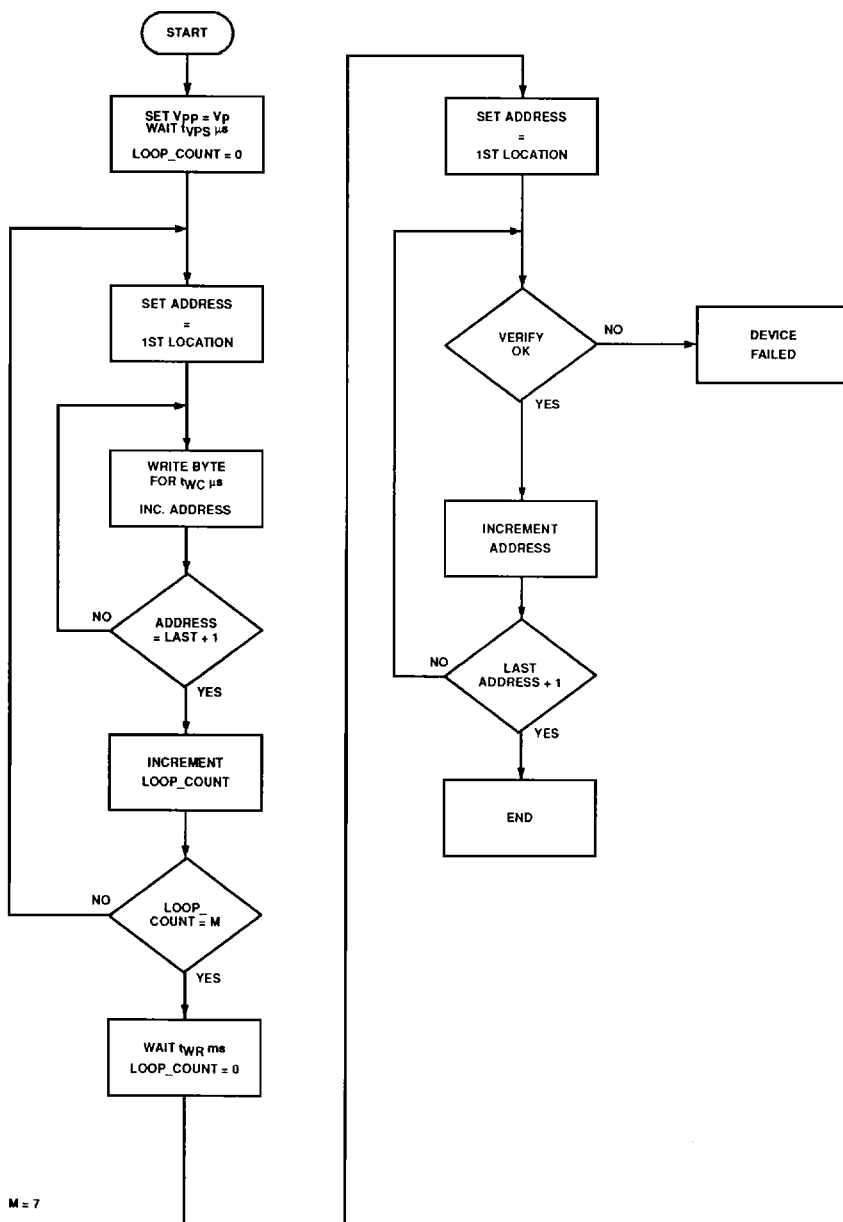 START
SET Vpp = Vp
WAIT tVPS µs
LOOP_COUNT = 0
SET ADDRESS
=
1ST LOCATION
WRITE BYTE
FOR tWC µs
INC. ADDRESS
NO
ADDRESS
= LAST + 1
YES
INCREMENT
LOOP_COUNT
NO
LOOP_
COUNT = M
YES
WAIT tWR ms
LOOP_COUNT = 0
M = 7
SET ADDRESS
=
1ST LOCATION
VERIFY
OK
NO
DEVICE
FAILED
YES
INCREMENT
ADDRESS
NO
LAST
ADDRESS + 1
YES
END